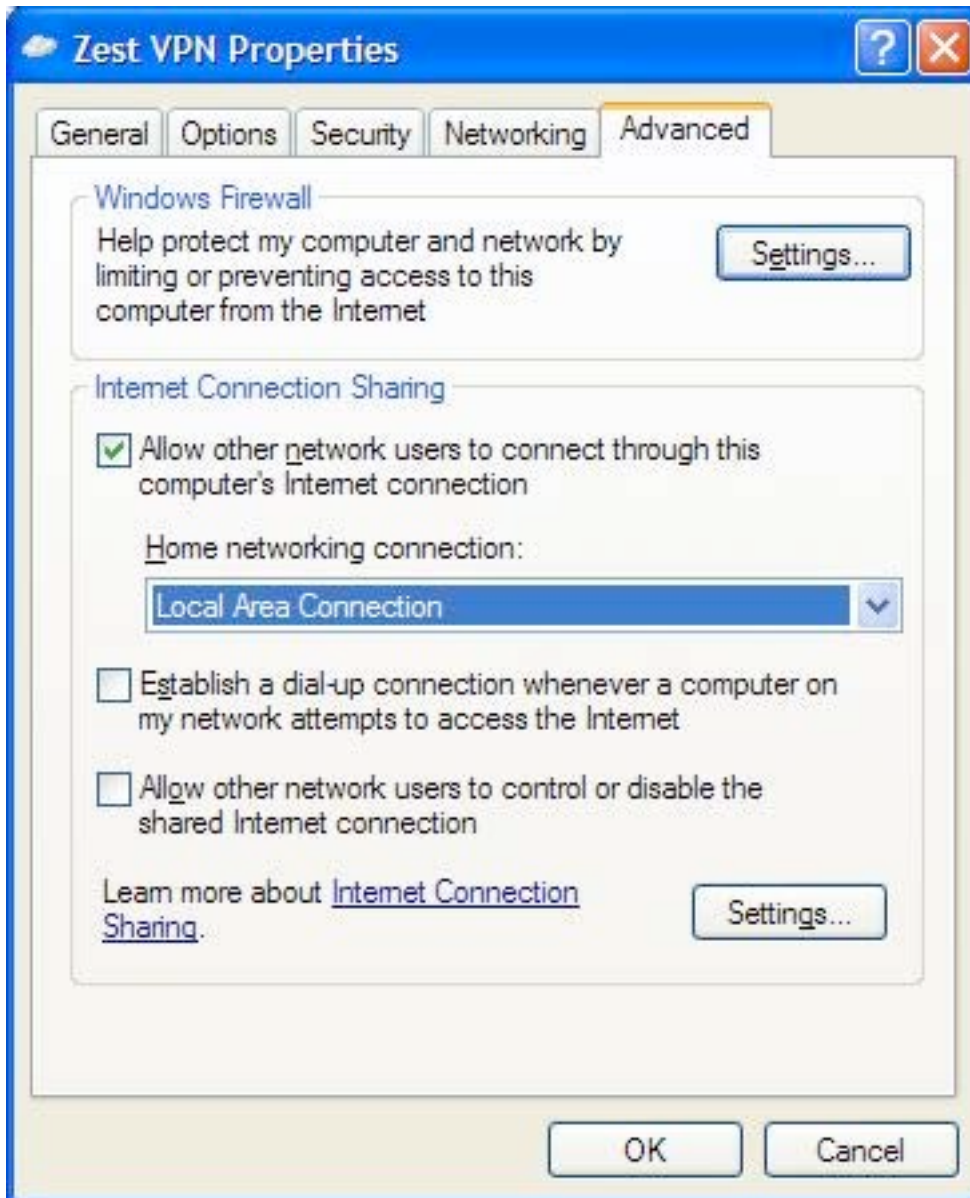 Zest VPN Properties
General Options Security Networking Advanced
Windows Firewall
Help protect my computer and network by
limiting or preventing access to this
computer from the Internet
Settings...
Internet Connection Sharing
Allow other network users to connect through this
computer's Internet connection
Home networking connection:
Local Area Connection
Establish a dial-up connection whenever a computer on
my network attempts to access the Internet
Allow other network users to control or disable the
shared Internet connection
Learn more about Internet Connection
Sharing.
Settings...
OK Cancel